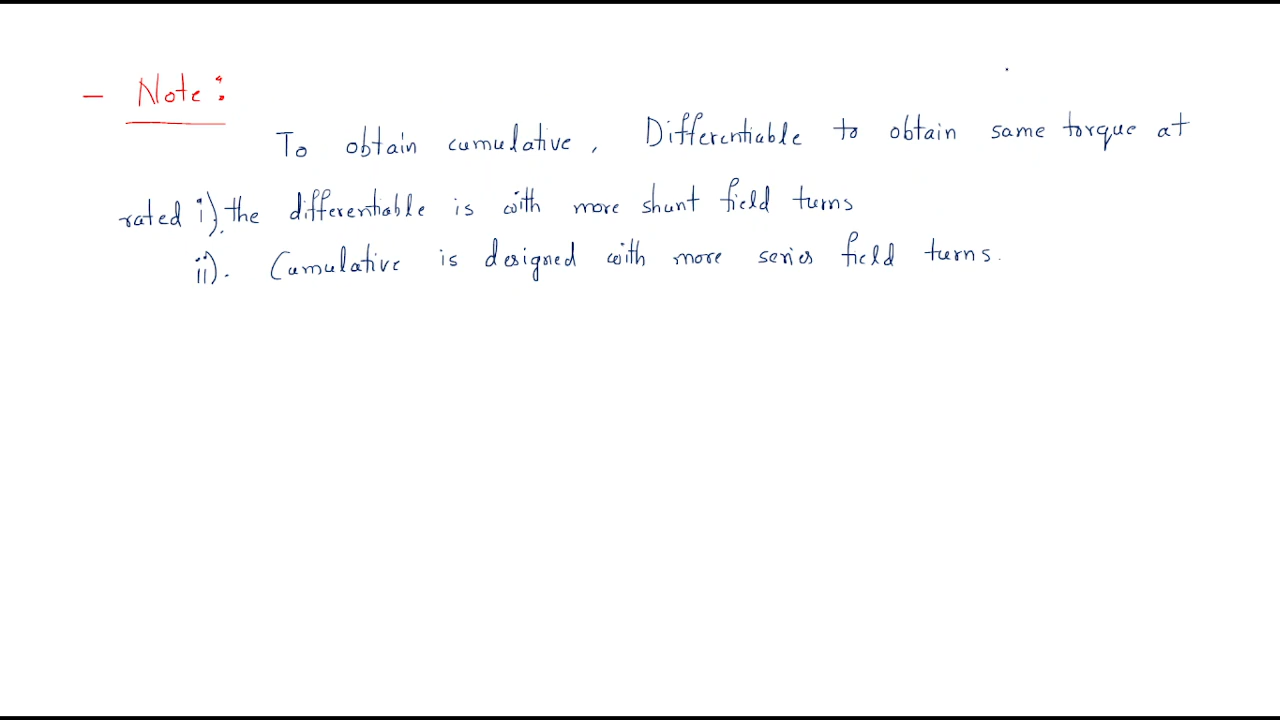 - Note:
To obtain cumulative, Differentiable to obtain same torque at
rated i). the differentiable is with more shunt field turns
ii). Cumulative is designed with more series field turns.